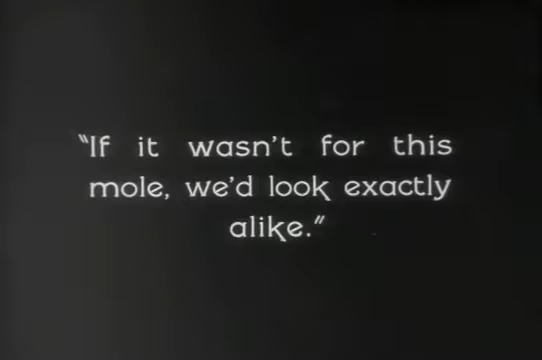 "If it wasn't for this
mole, we'd look exactly
alike."